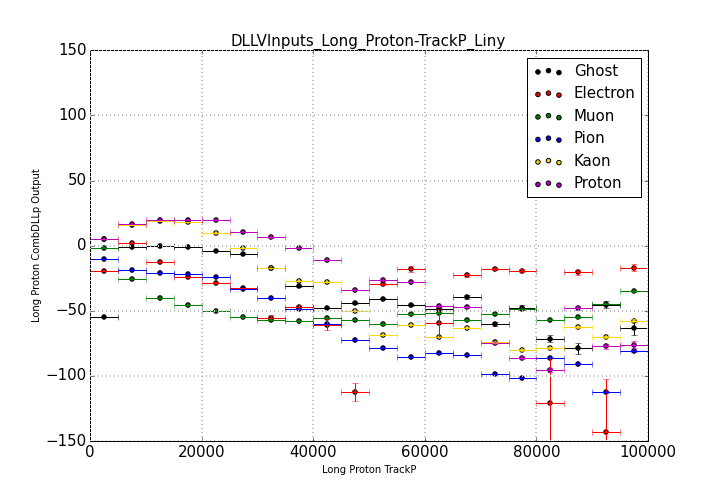 DLLVInputs_Long_Proton-TrackP_Liny
150
100
50
0
−50
−100
−150
Long Proton CombDLLp Output
Ghost
Electron
Muon
Pion
Kaon
Proton
0 20000 40000 60000 80000 100000
Long Proton TrackP